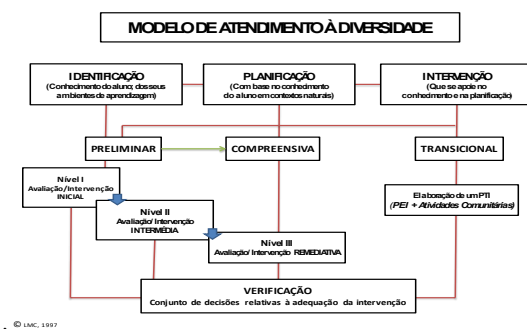 MODELO DE ATENDIMENTO À DIVERSIDADE
IDENTIFICAÇÃO
(Conhecimento do aluno; dos seus
ambientes de aprendizagem)
PLANIFICAÇÃO
(Com base no conhecimento
do aluno em contextos naturais)
INTERVENÇÃO
(Que se apoie no
conhecimento e na planificação)
PRELIMINAR
COMPREENSIVA
TRANSICIONAL
Nível I
Avaliação/Intervenção
INICIAL
Nível II
Avaliação/Intervenção
INTERMÉDIA
Nível III
Avaliação/Intervenção REMEDIATIVA
Elaboração de um PTI
(PEI + Atividades Comunitárias)
VERIFICAÇÃO
Conjunto de decisões relativas à adequação da intervenção
© LMC, 1997